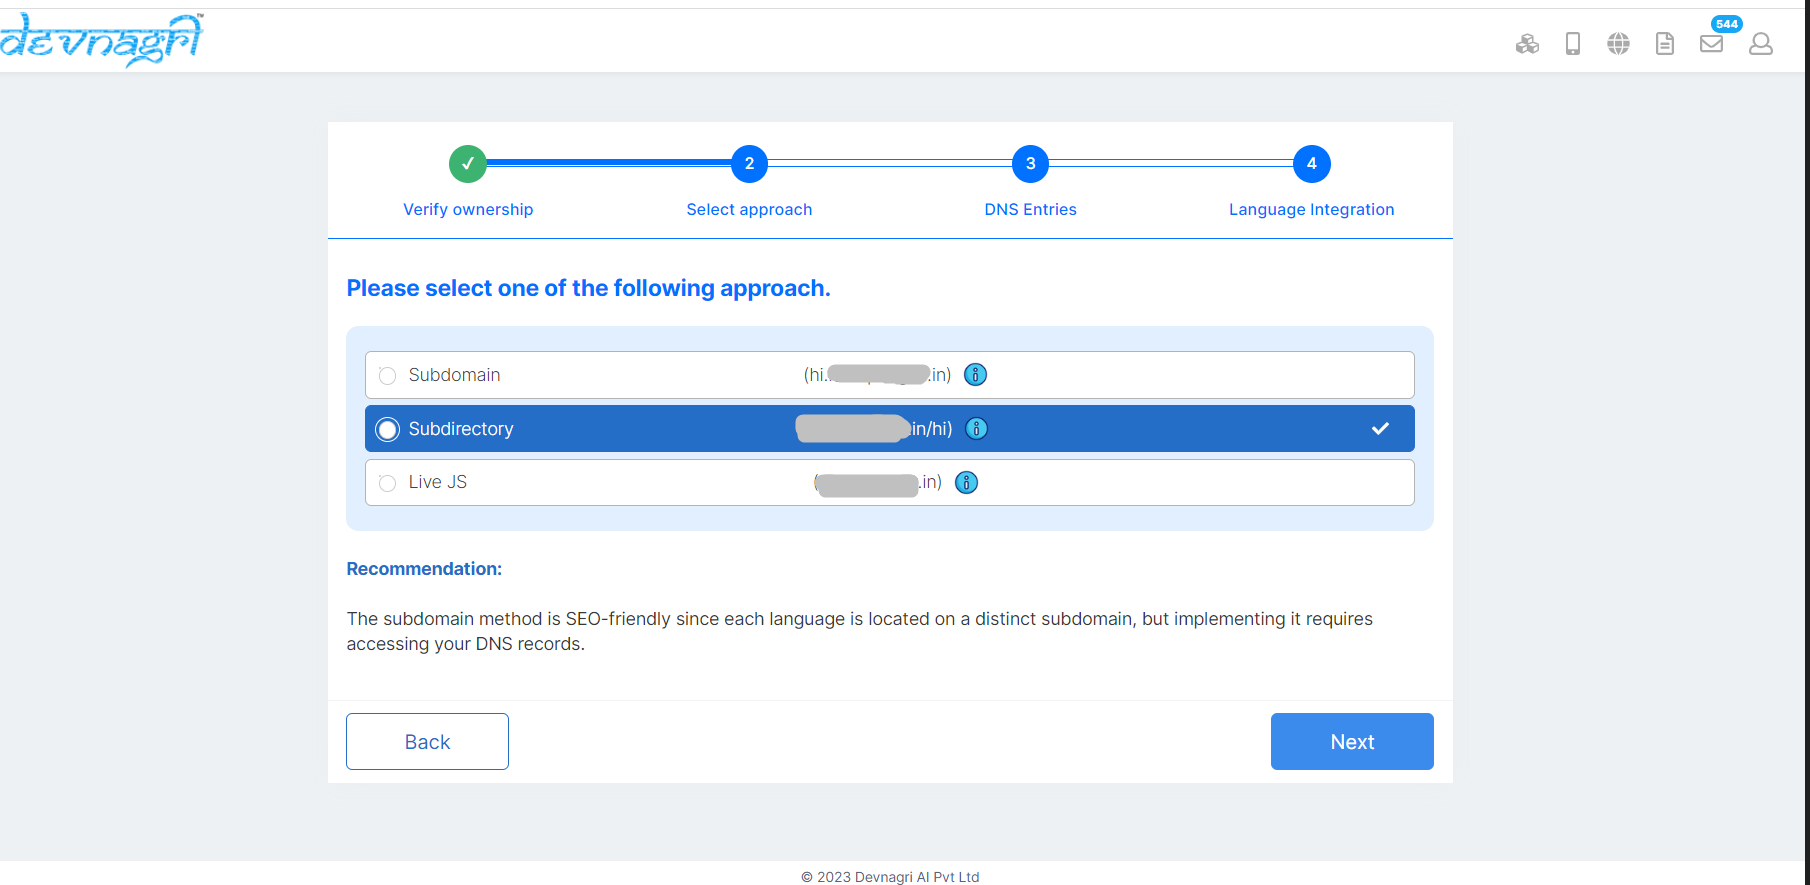 devnagri™
544
✓ 2 3 4
Verify ownership Select approach DNS Entries Language Integration
Please select one of the following approach.
Subdomain (hi. .in)
Subdirectory in/hi)
Live JS ( .in)
Recommendation:
The subdomain method is SEO-friendly since each language is located on a distinct subdomain, but implementing it requires
accessing your DNS records.
Back Next
© 2023 Devnagri AI Pvt Ltd